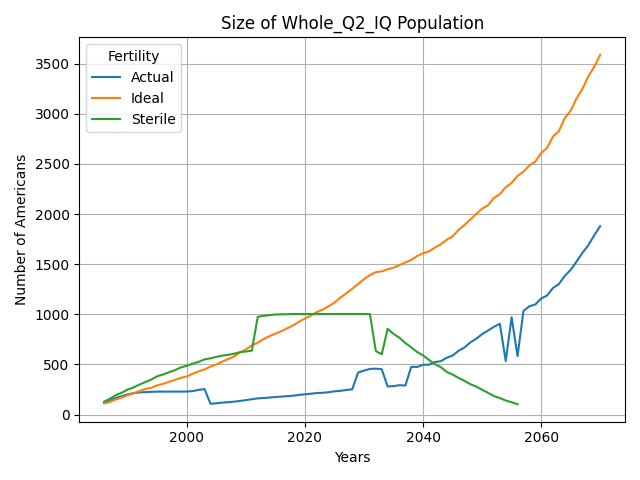 Size of Whole_Q2_IQ Population
Fertility
Actual
Ideal
Sterile
Number of Americans
3500
3000
2500
2000
1500
1000
500
0
2000
2020
2040
2060
Years